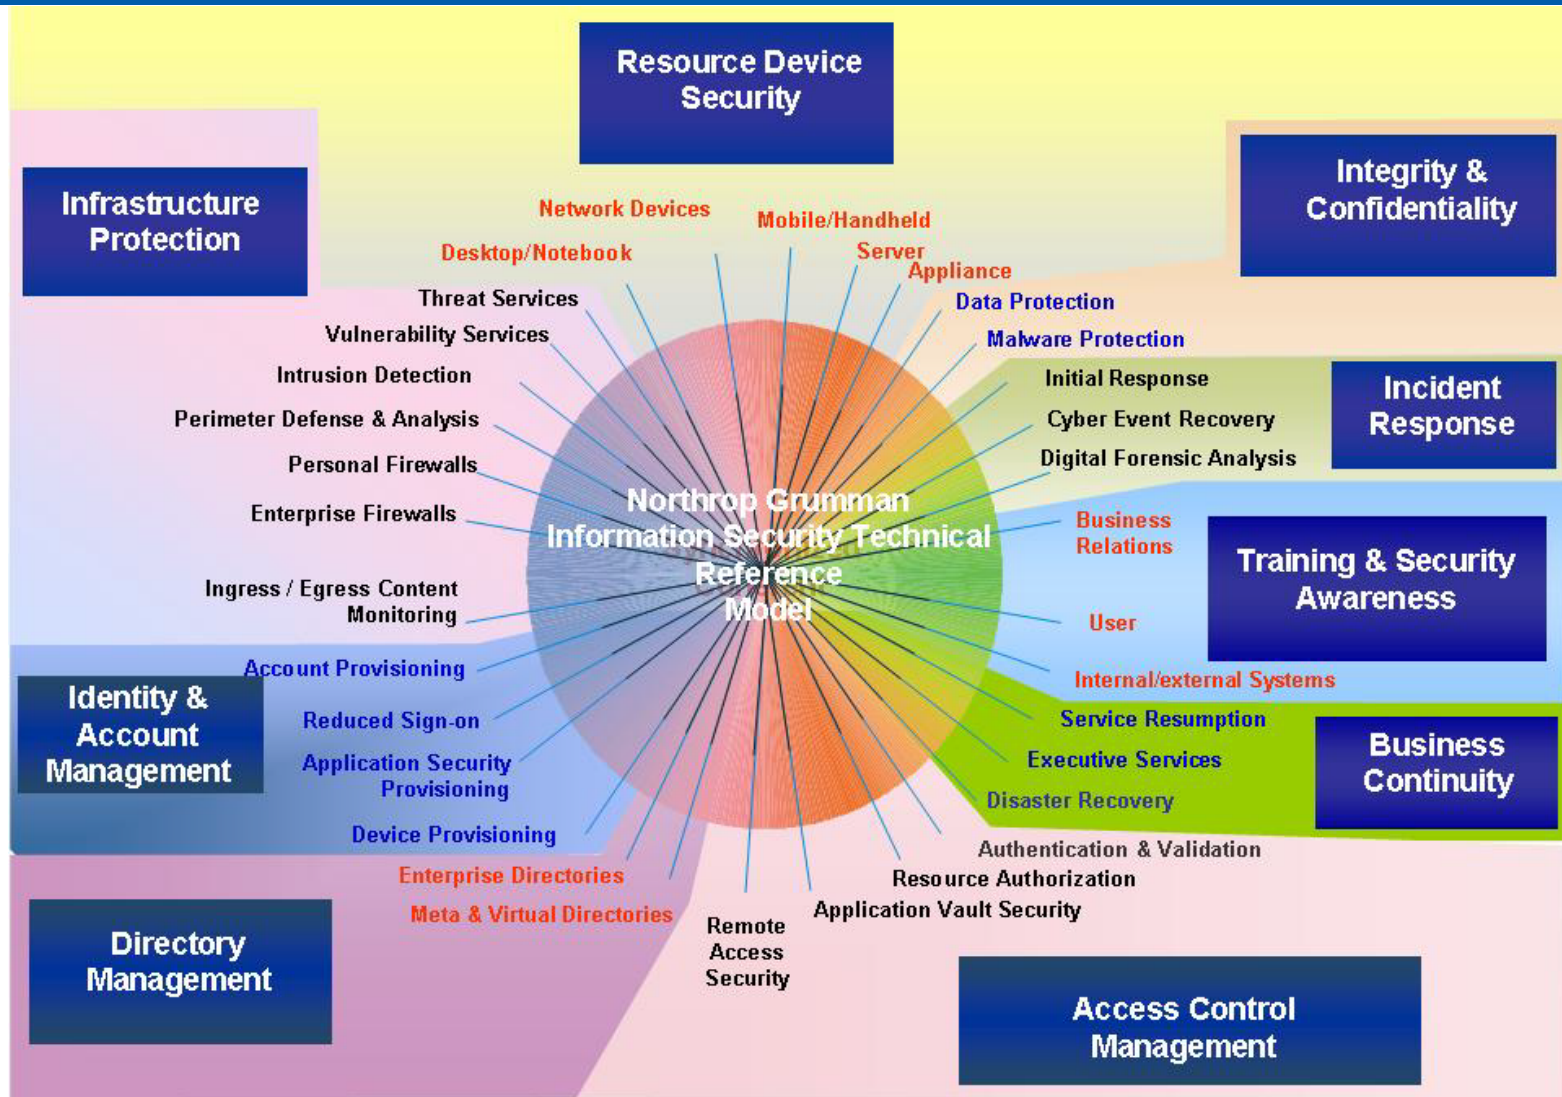 Resource Device
Security
Infrastructure
Protection
Integrity &
Confidentiality
Network Devices
Mobile/Handheld
Desktop/Notebook
Server
Appliance
Threat Services
Data Protection
Vulnerability Services
Malware Protection
Intrusion Detection
Initial Response
Incident
Response
Perimeter Defense & Analysis
Cyber Event Recovery
Personal Firewalls
Digital Forensic Analysis
Enterprise Firewalls
Northrop Grumman
Information Security Technical
Reference
Model
Business
Relations
Training & Security
Awareness
Ingress / Egress Content
Monitoring
User
Account Provisioning
Internal/external Systems
Identity &
Account
Management
Reduced Sign-on
Service Resumption
Business
Continuity
Application Security
Provisioning
Executive Services
Device Provisioning
Disaster Recovery
Enterprise Directories
Authentication & Validation
Meta & Virtual Directories
Resource Authorization
Application Vault Security
Remote
Access
Security
Directory
Management
Access Control
Management